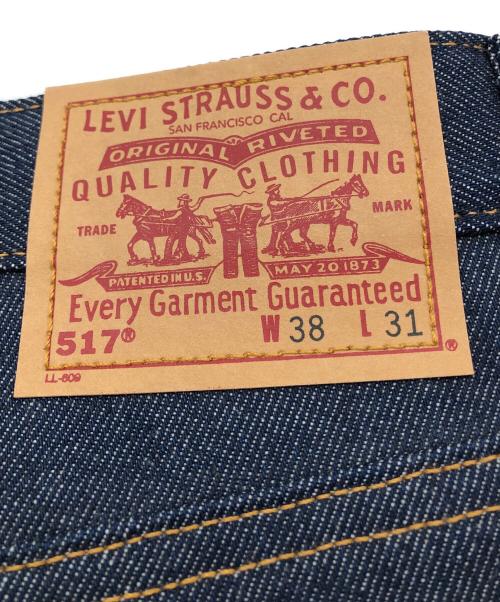 LEVI STRAUSS & CO.
SAN FRANCISCO CAL
ORIGINAL RIVETED
QUALITY CLOTHING
TRADE MARK
PATENTED IN U.S. MAY 20 1873
Every Garment Guaranteed
517® W 38 L 31
®
LL-609